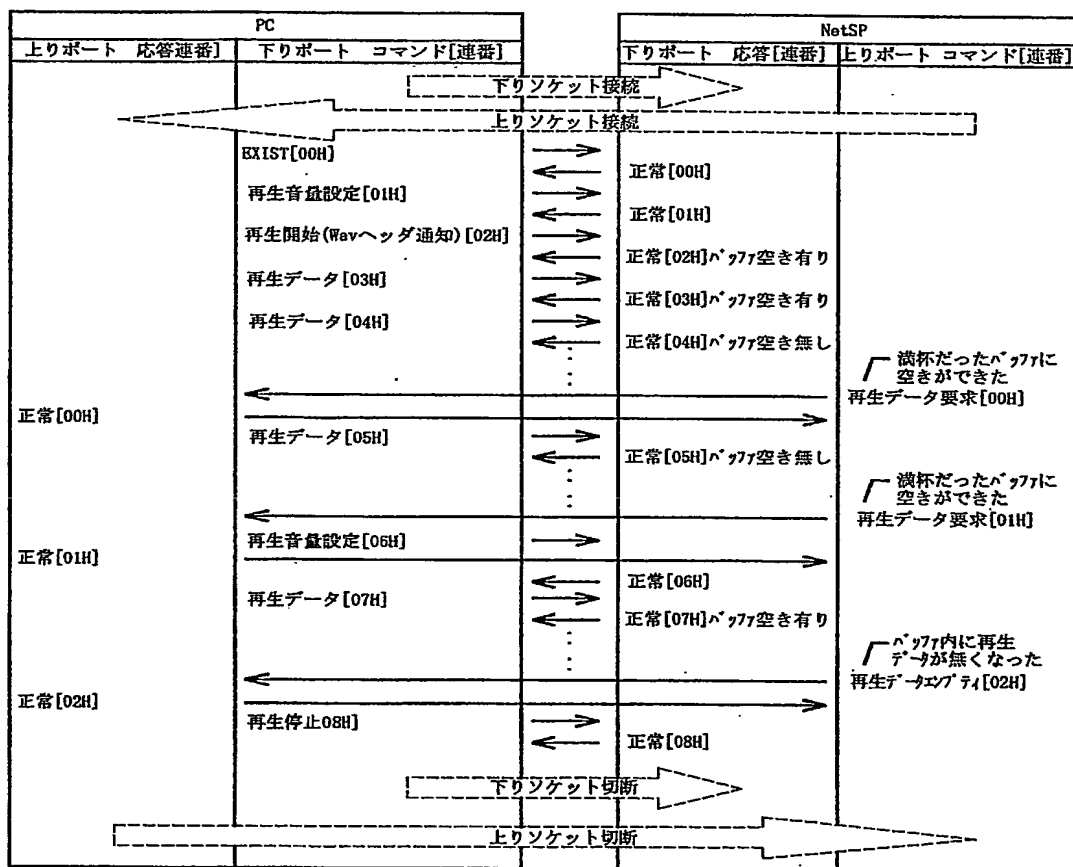 PC
NetSP
上りポート 応答連番]
下りポート コマンド[連番]
下りポート 応答[連番]
上りポート コマンド[連番]
下りソケット接続
上りソケット接続
EXIST[00H]
正常[00H]
再生音量設定[01H]
正常[01H]
再生開始(Wavヘッダ通知)[02H]
正常[02H]バッファ空き有り
再生データ[03H]
正常[03H]バッファ空き有り
再生データ[04H]
正常[04H]バッファ空き無し
満杯だったバッファに
空きができた
再生データ要求[00H]
正常[00H]
再生データ[05H]
正常[05H]バッファ空き無し
満杯だったバッファに
空きができた
再生データ要求[01H]
再生音量設定[06H]
正常[01H]
正常[06H]
再生データ[07H]
正常[07H]バッファ空き有り
バッファ内に再生
データが無くなった
再生データエンプティ[02H]
正常[02H]
再生停止08H]
正常[08H]
下りソケット切断
上りソケット切断